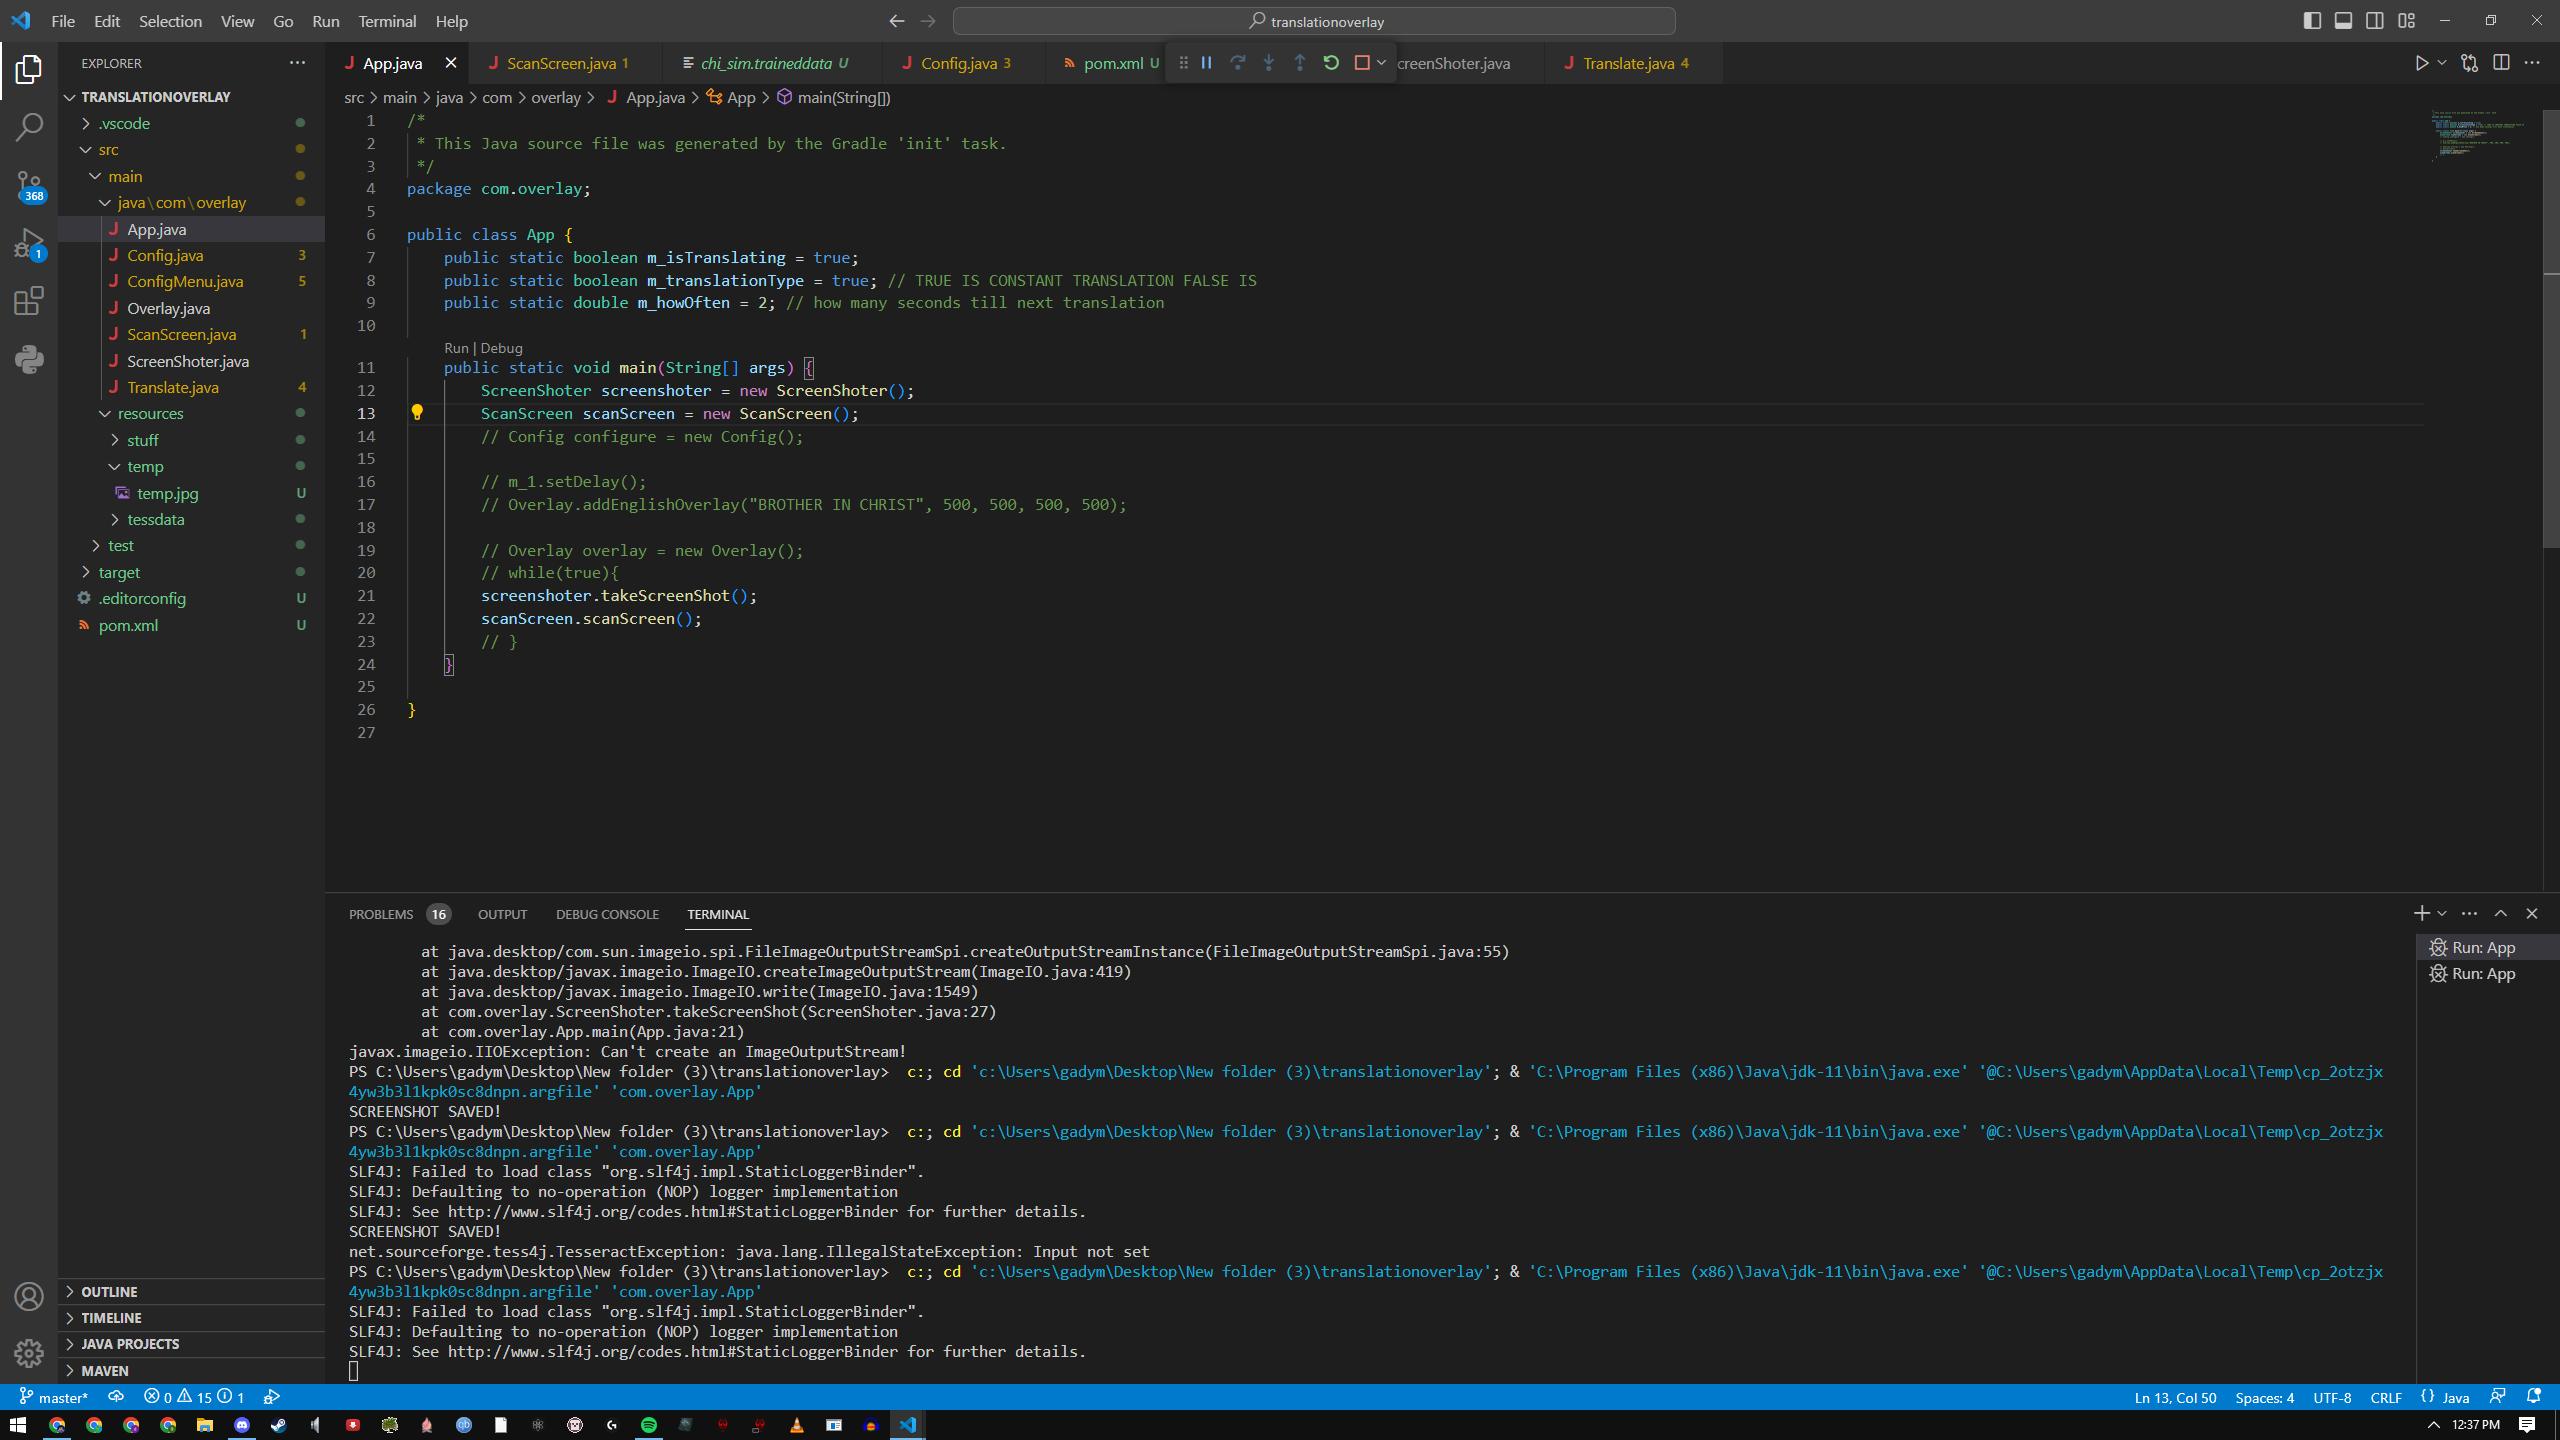 File Edit Selection View Go Run Terminal Help
translationoverlay
EXPLORER
TRANSLATIONOVERLAY
.vscode
src
main
java\com\overlay
App.java
Config.java 3
ConfigMenu.java 5
Overlay.java
ScanScreen.java 1
ScreenShoter.java
Translate.java 4
resources
stuff
temp
temp.jpg U
tessdata
test
target
.editorconfig U
pom.xml U
368
1
OUTLINE
TIMELINE
JAVA PROJECTS
MAVEN
App.java ScanScreen.java 1 chi_sim.traineddata U Config.java 3 pom.xml U creenShoter.java Translate.java 4
src > main > java > com > overlay > App.java > App > main(String[])
1 /*
2 * This Java source file was generated by the Gradle 'init' task.
3 */
4 package com.overlay;
5
6 public class App {
7 public static boolean m_isTranslating = true;
8 public static boolean m_translationType = true; // TRUE IS CONSTANT TRANSLATION FALSE IS
9 public static double m_howOften = 2; // how many seconds till next translation
10
Run | Debug
11 public static void main(String[] args) {
12 ScreenShoter screenshoter = new ScreenShoter();
13 ScanScreen scanScreen = new ScanScreen();
14 // Config configure = new Config();
15
16 // m_1.setDelay();
17 // Overlay.addEnglishOverlay("BROTHER IN CHRIST", 500, 500, 500, 500);
18
19 // Overlay overlay = new Overlay();
20 // while(true){
21 screenshoter.takeScreenShot();
22 scanScreen.scanScreen();
23 // }
24 }
25
26 }
27
PROBLEMS 16 OUTPUT DEBUG CONSOLE TERMINAL
at java.desktop/com.sun.imageio.spi.FileImageOutputStreamSpi.createOutputStreamInstance(FileImageOutputStreamSpi.java:55)
at java.desktop/javax.imageio.ImageIO.createImageOutputStream(ImageIO.java:419)
at java.desktop/javax.imageio.ImageIO.write(ImageIO.java:1549)
at com.overlay.ScreenShoter.takeScreenShot(ScreenShoter.java:27)
at com.overlay.App.main(App.java:21)
javax.imageio.IIOException: Can't create an ImageOutputStream!
PS C:\Users\gadym\Desktop\New folder (3)\translationoverlay> c:; cd 'c:\Users\gadym\Desktop\New folder (3)\translationoverlay'; & 'C:\Program Files (x86)\Java\jdk-11\bin\java.exe' '@C:\Users\gadym\AppData\Local\Temp\cp_2otzjx
4yw3b3l1kpk0sc8dnpn.argfile' 'com.overlay.App'
SCREENSHOT SAVED!
PS C:\Users\gadym\Desktop\New folder (3)\translationoverlay> c:; cd 'c:\Users\gadym\Desktop\New folder (3)\translationoverlay'; & 'C:\Program Files (x86)\Java\jdk-11\bin\java.exe' '@C:\Users\gadym\AppData\Local\Temp\cp_2otzjx
4yw3b3l1kpk0sc8dnpn.argfile' 'com.overlay.App'
SLF4J: Failed to load class "org.slf4j.impl.StaticLoggerBinder".
SLF4J: Defaulting to no-operation (NOP) logger implementation
SLF4J: See http://www.slf4j.org/codes.html#StaticLoggerBinder for further details.
SCREENSHOT SAVED!
net.sourceforge.tess4j.TesseractException: java.lang.IllegalStateException: Input not set
PS C:\Users\gadym\Desktop\New folder (3)\translationoverlay> c:; cd 'c:\Users\gadym\Desktop\New folder (3)\translationoverlay'; & 'C:\Program Files (x86)\Java\jdk-11\bin\java.exe' '@C:\Users\gadym\AppData\Local\Temp\cp_2otzjx
4yw3b3l1kpk0sc8dnpn.argfile' 'com.overlay.App'
SLF4J: Failed to load class "org.slf4j.impl.StaticLoggerBinder".
SLF4J: Defaulting to no-operation (NOP) logger implementation
SLF4J: See http://www.slf4j.org/codes.html#StaticLoggerBinder for further details.
Run: App
Run: App
master* 0 15 1
Ln 13, Col 50 Spaces: 4 UTF-8 CRLF {} Java
12:37 PM